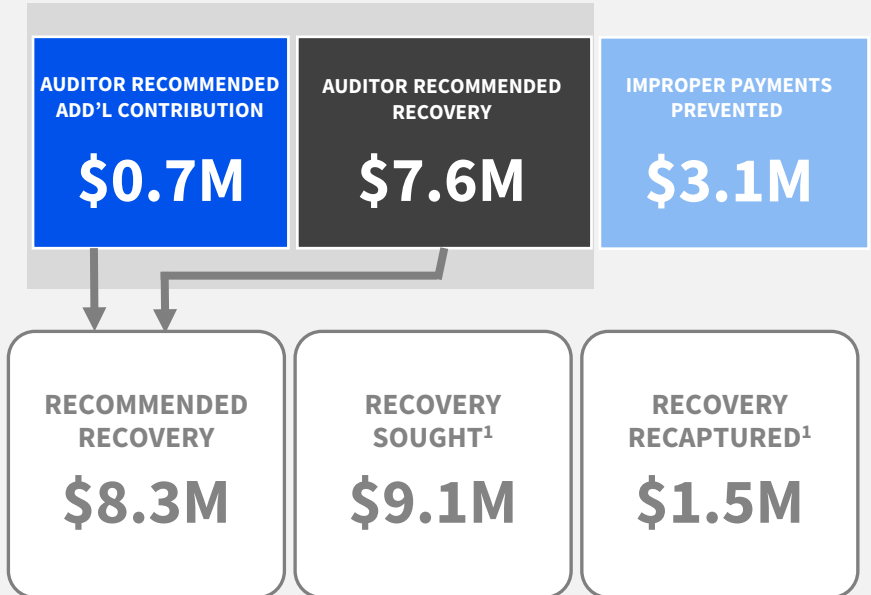 AUDITOR RECOMMENDED
ADD'L CONTRIBUTION
$0.7M
AUDITOR RECOMMENDED
RECOVERY
$7.6M
IMPROPER PAYMENTS
PREVENTED
$3.1M
RECOMMENDED
RECOVERY
$8.3M
RECOVERY
SOUGHT¹
$9.1M
RECOVERY
RECAPTURED¹
$1.5M